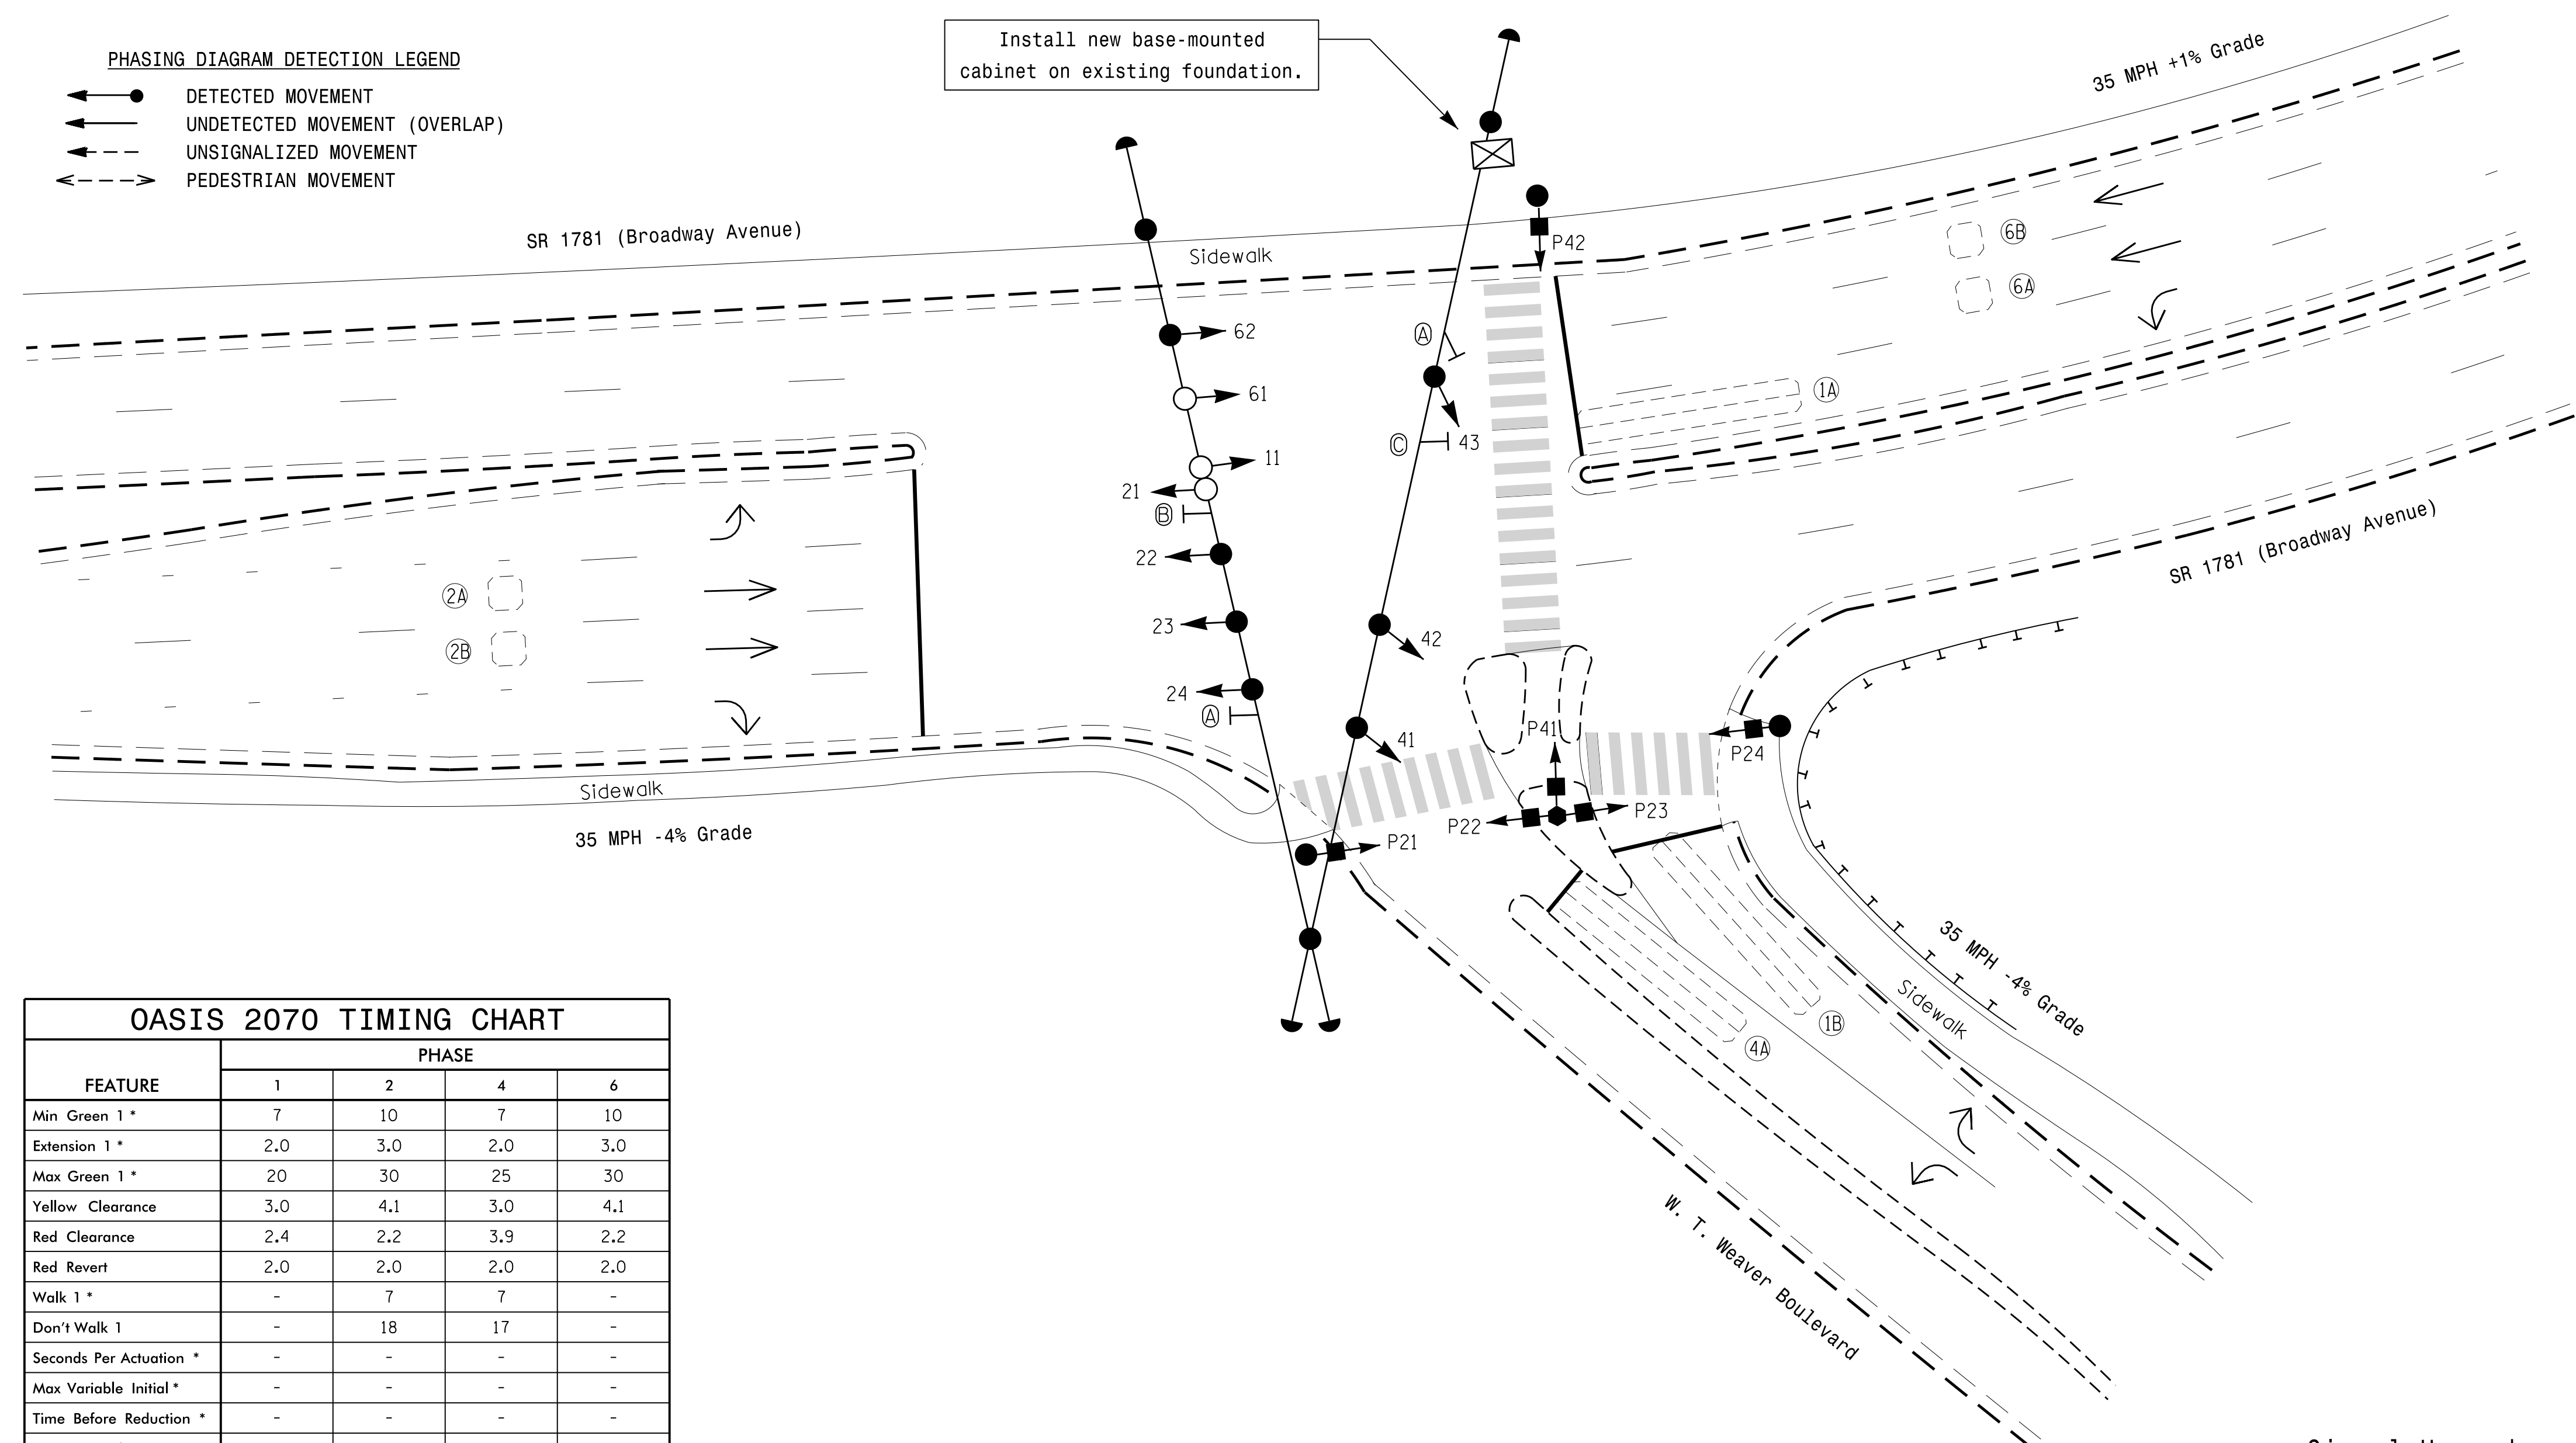 PHASING DIAGRAM DETECTION LEGEND
DETECTED MOVEMENT
UNDETECTED MOVEMENT (OVERLAP)
UNSIGNALIZED MOVEMENT
PEDESTRIAN MOVEMENT
Install new base-mounted
cabinet on existing foundation.
35 MPH +1% Grade
SR 1781 (Broadway Avenue)
Sidewalk
P42
6B
6A
62
61
11
21
B
22
23
24
A
A
C
43
1A
42
41
2A
2B
SR 1781 (Broadway Avenue)
P41
P24
P22
P23
P21
Sidewalk
35 MPH -4% Grade
35 MPH -4% Grade
Sidewalk
1B
4A
W. T. Weaver Boulevard
OASIS 2070 TIMING CHART
FEATURE
PHASE
1 2 4 6
Min Green 1 * 7 10 7 10
Extension 1 * 2.0 3.0 2.0 3.0
Max Green 1 * 20 30 25 30
Yellow Clearance 3.0 4.1 3.0 4.1
Red Clearance 2.4 2.2 3.9 2.2
Red Revert 2.0 2.0 2.0 2.0
Walk 1 * - 7 7 -
Don't Walk 1 - 18 17 -
Seconds Per Actuation * - - - -
Max Variable Initial * - - - -
Time Before Reduction * - - - -